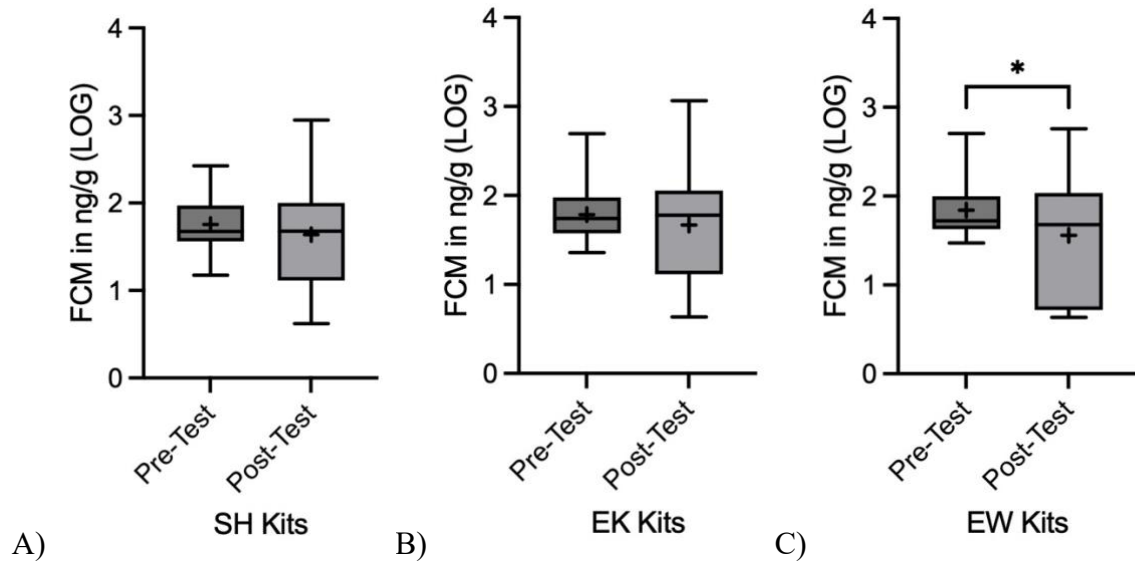 A)
FCM in ng/g (LOG)
4
3
2
1
0
Pre-Test
Post-Test
SH Kits
B)
FCM in ng/g (LOG)
4
3
2
1
0
Pre-Test
Post-Test
EK Kits
C)
FCM in ng/g (LOG)
4
3
2
1
0
*
Pre-Test
Post-Test
EW Kits